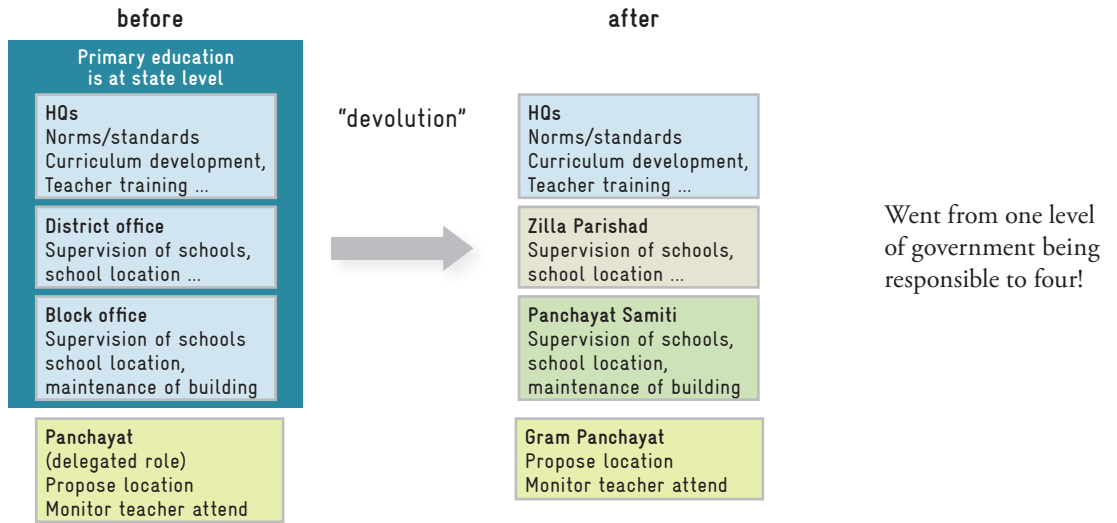 before
Primary education
is at state level
HQs
Norms/standards
Curriculum development,
Teacher training ...
District office
Supervision of schools,
school location ...
Block office
Supervision of schools
school location,
maintenance of building
Panchayat
(delegated role)
Propose location
Monitor teacher attend
"devolution"
after
HQs
Norms/standards
Curriculum development,
Teacher training ...
Zilla Parishad
Supervision of schools,
school location ...
Panchayat Samiti
Supervision of schools,
school location,
maintenance of building
Gram Panchayat
Propose location
Monitor teacher attend
Went from one level
of government being
responsible to four!